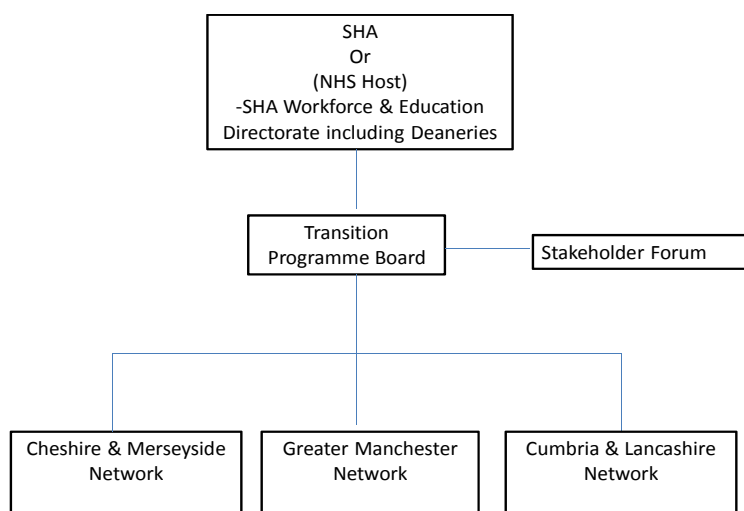 SHA
Or
(NHS Host)
-SHA Workforce & Education
Directorate including Deaneries
Transition
Programme Board
Stakeholder Forum
Cheshire & Merseyside
Network
Greater Manchester
Network
Cumbria & Lancashire
Network